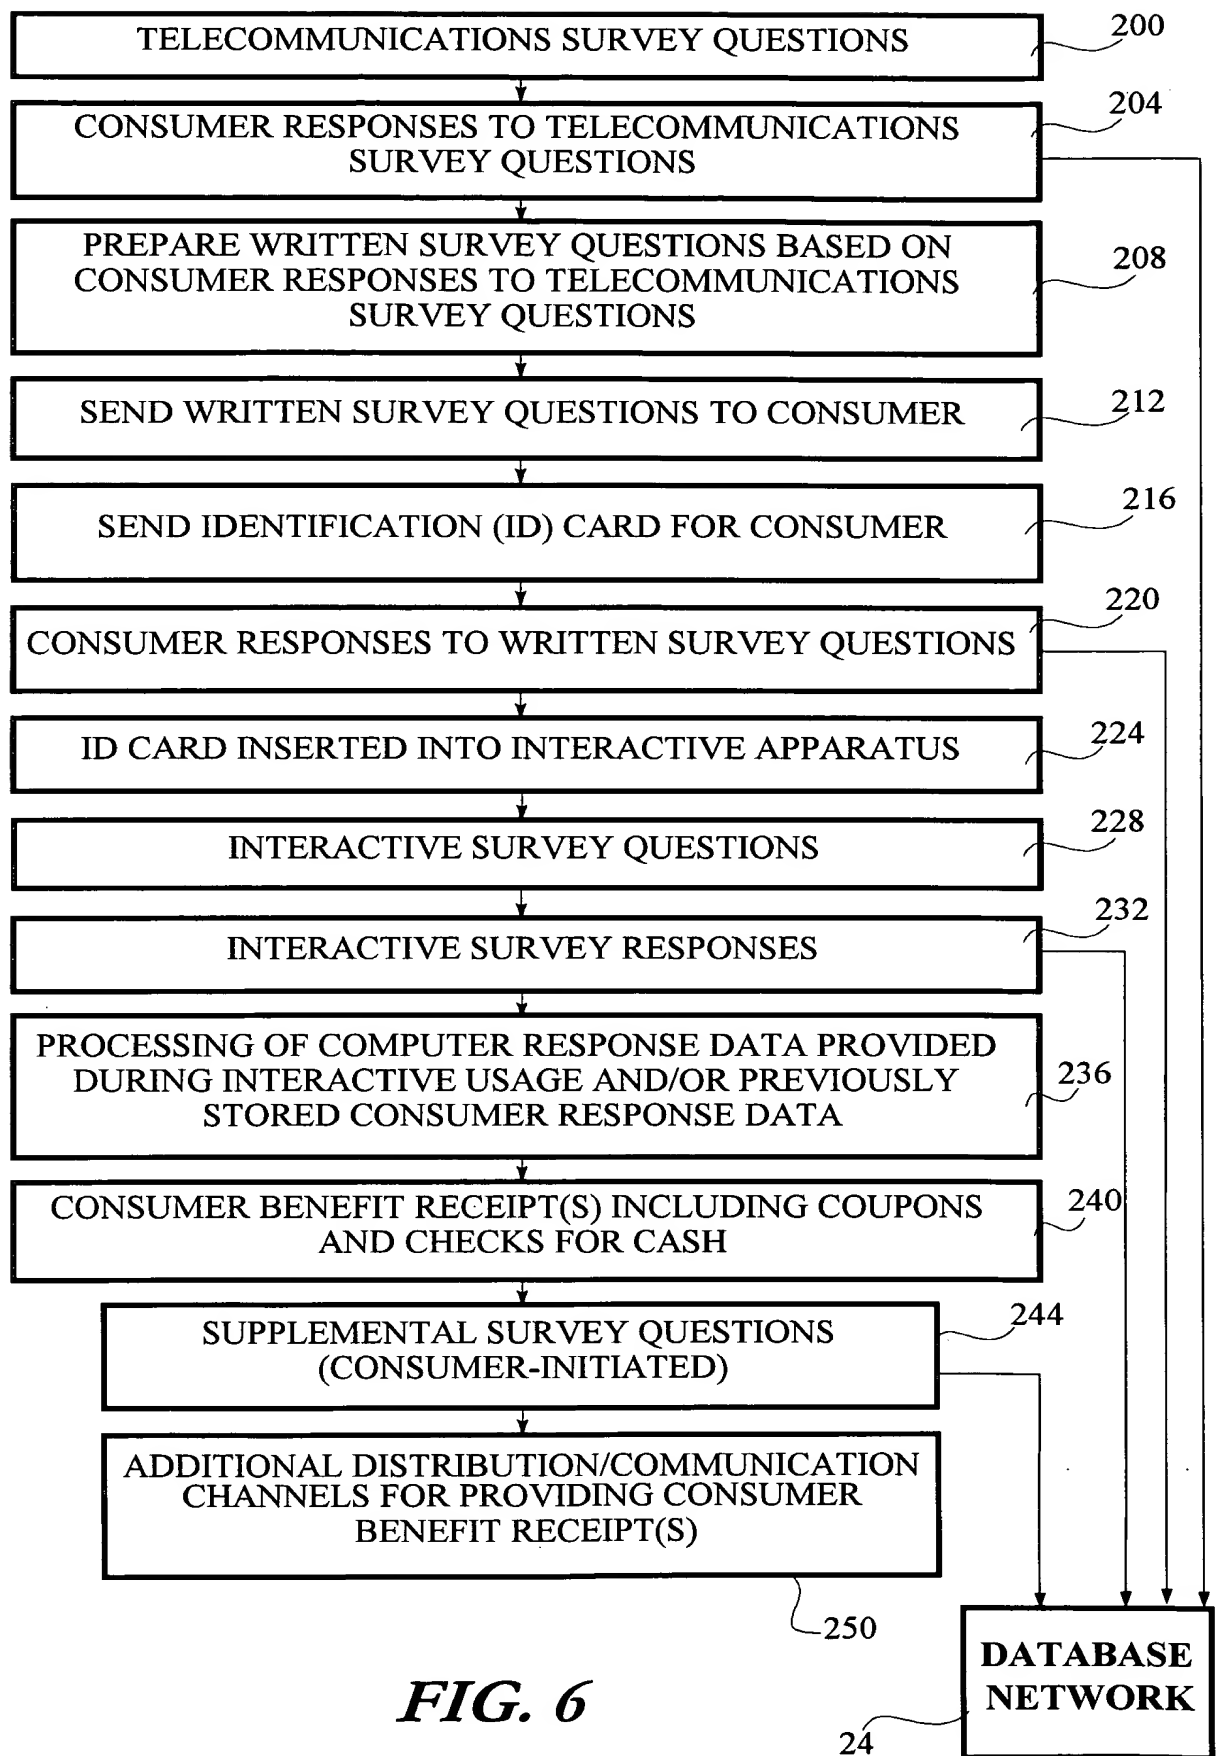 TELECOMMUNICATIONS SURVEY QUESTIONS
200
CONSUMER RESPONSES TO TELECOMMUNICATIONS
SURVEY QUESTIONS
204
PREPARE WRITTEN SURVEY QUESTIONS BASED ON
CONSUMER RESPONSES TO TELECOMMUNICATIONS
SURVEY QUESTIONS
208
SEND WRITTEN SURVEY QUESTIONS TO CONSUMER
212
SEND IDENTIFICATION (ID) CARD FOR CONSUMER
216
CONSUMER RESPONSES TO WRITTEN SURVEY QUESTIONS
220
ID CARD INSERTED INTO INTERACTIVE APPARATUS
224
INTERACTIVE SURVEY QUESTIONS
228
INTERACTIVE SURVEY RESPONSES
232
PROCESSING OF COMPUTER RESPONSE DATA PROVIDED
DURING INTERACTIVE USAGE AND/OR PREVIOUSLY
STORED CONSUMER RESPONSE DATA
236
CONSUMER BENEFIT RECEIPT(S) INCLUDING COUPONS
AND CHECKS FOR CASH
240
SUPPLEMENTAL SURVEY QUESTIONS
(CONSUMER-INITIATED)
244
ADDITIONAL DISTRIBUTION/COMMUNICATION
CHANNELS FOR PROVIDING CONSUMER
BENEFIT RECEIPT(S)
250
DATABASE
NETWORK
24
FIG. 6